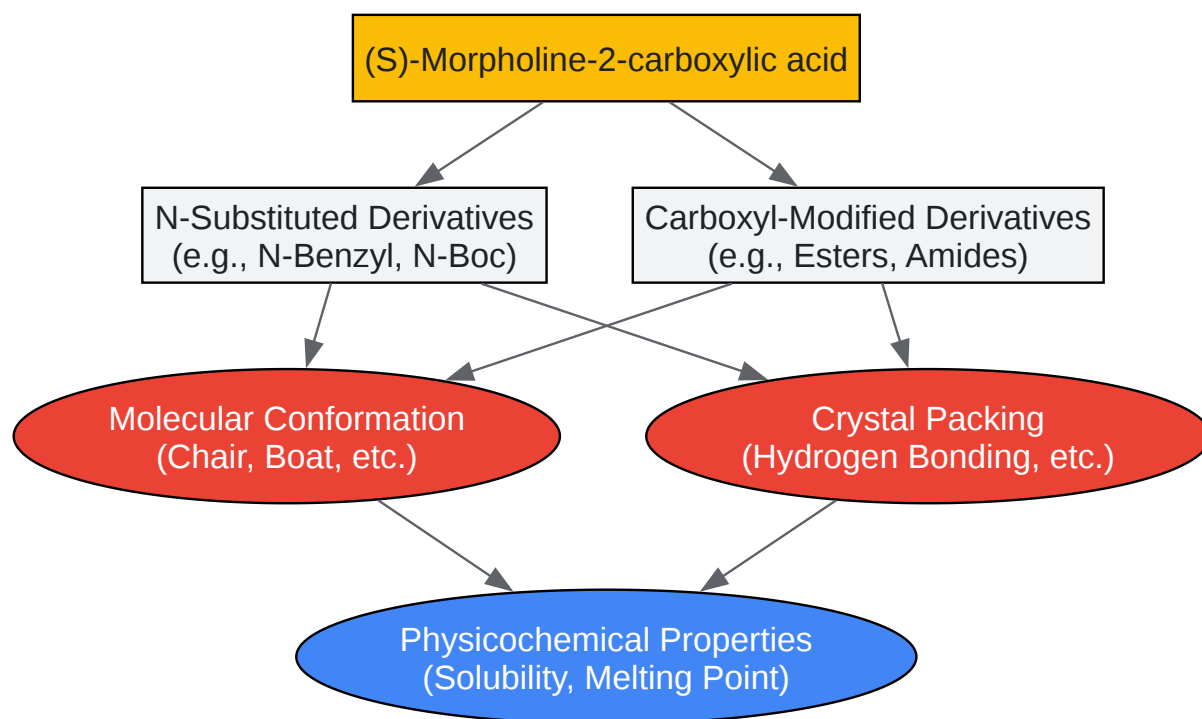 (S)-Morpholine-2-carboxylic acid
N-Substituted Derivatives
(e.g., N-Benzyl, N-Boc)
Carboxyl-Modified Derivatives
(e.g., Esters, Amides)
Molecular Conformation
(Chair, Boat, etc.)
Crystal Packing
(Hydrogen Bonding, etc.)
Physicochemical Properties
(Solubility, Melting Point)